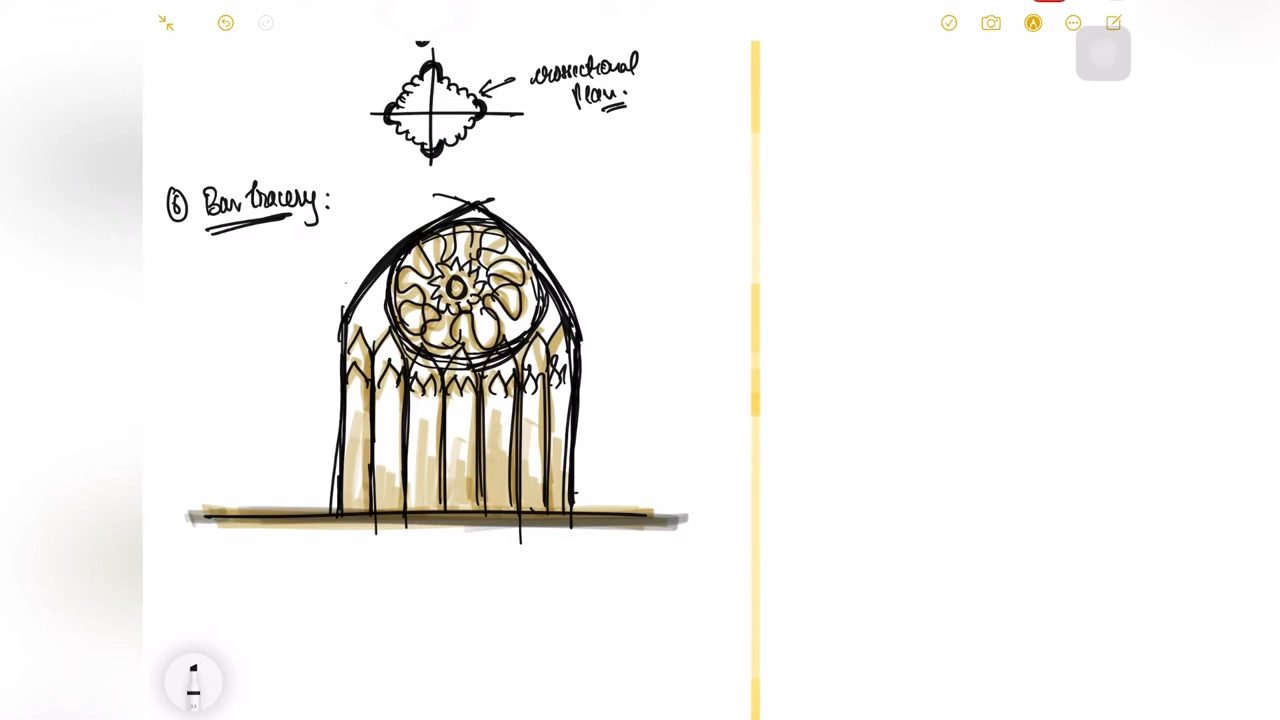 crossectional
plan.
⑥ Bar tracery: